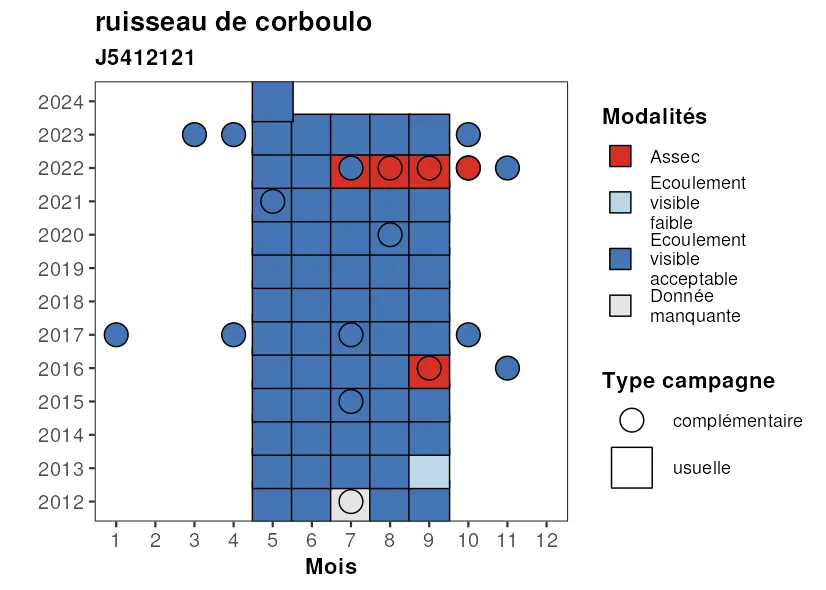 ruisseau de corboulo
J5412121
2024
2023
2022
2021
2020
2019
2018
2017
2016
2015
2014
2013
2012
1 2 3 4 5 6 7 8 9 10 11 12
Mois
Modalités
Assec
Ecoulement
visible
faible
Ecoulement
visible
acceptable
Donnée
manquante
Type campagne
complémentaire
usuelle